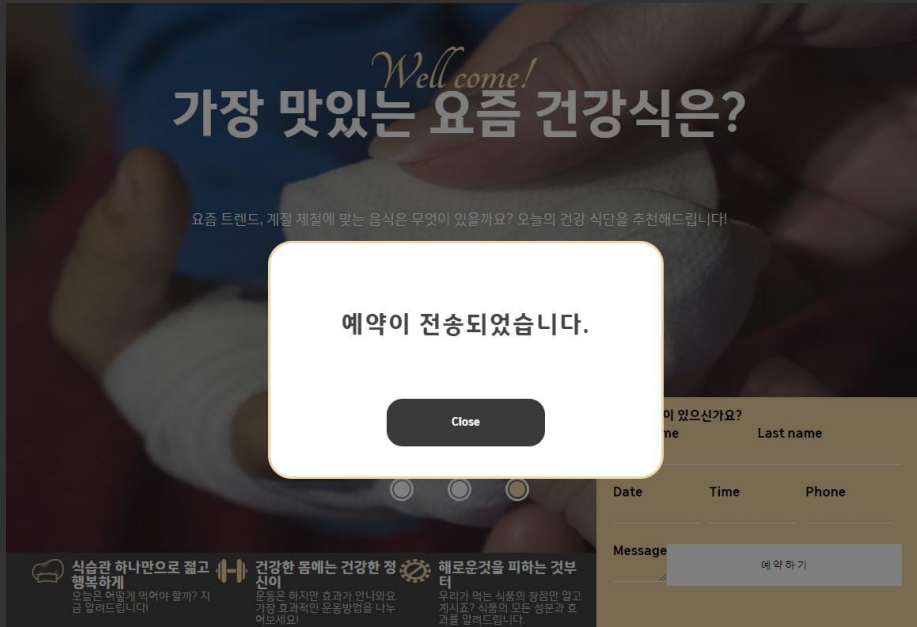 Well come!
가장 맛있는 요즘 건강식은?
요즘 트렌드, 계절 제철에 맞는 음식은 무엇이 있을까요? 오늘의 건강 식단을 추천해드립니다!
예약이 전송되었습니다.
Close
있으신가요?
Last name
Date Time Phone
Message
예약하기
식습관 하나만으로 젊고
행복하게
오늘은 어떻게 먹어야 할까? 지
금 알려드립니다!
건강한 몸에는 건강한 정
신이
운동은 하지만 효과가 안나와요.
가장 효과적인 운동방법을 나누
어보세요!
해로운것을 피하는 것부
터
우리가 먹는 식품의 장점만 알고
계시죠? 식품의 모든 성분과 효
과를 알려드립니다.